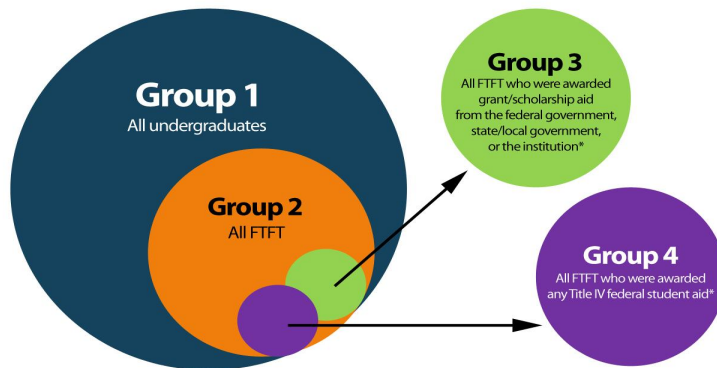 Group 1
All undergraduates
Group 2
All FTFT
Group 3
All FTFT who were awarded
grant/scholarship aid
from the federal government,
state/local government,
or the institution*
Group 4
All FTFT who were awarded
any Title IV federal student aid*